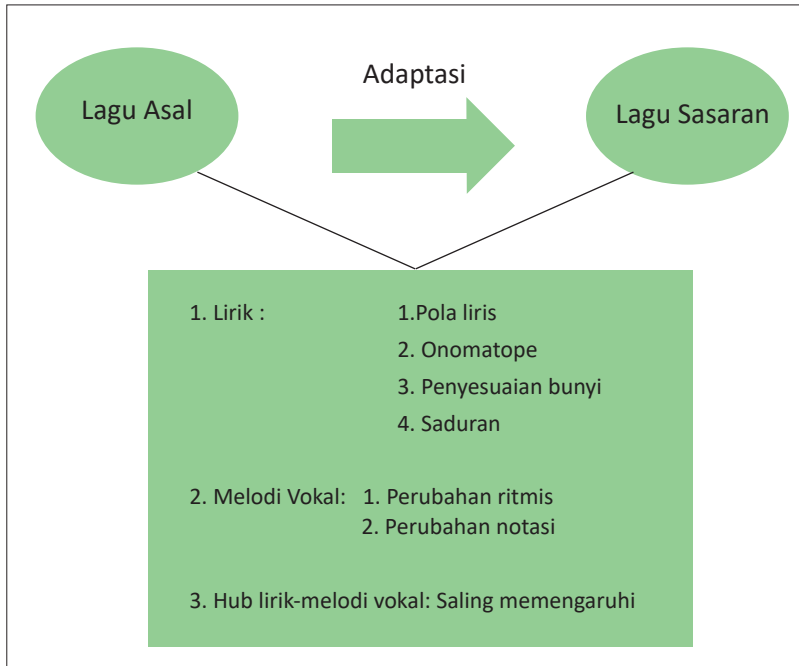 Adaptasi
Lagu Asal
Lagu Sasaran
1. Lirik : 1.Pola liris
2. Onomatope
3. Penyesuaian bunyi
4. Saduran
2. Melodi Vokal: 1. Perubahan ritmis
2. Perubahan notasi
3. Hub lirik-melodi vokal: Saling memengaruhi